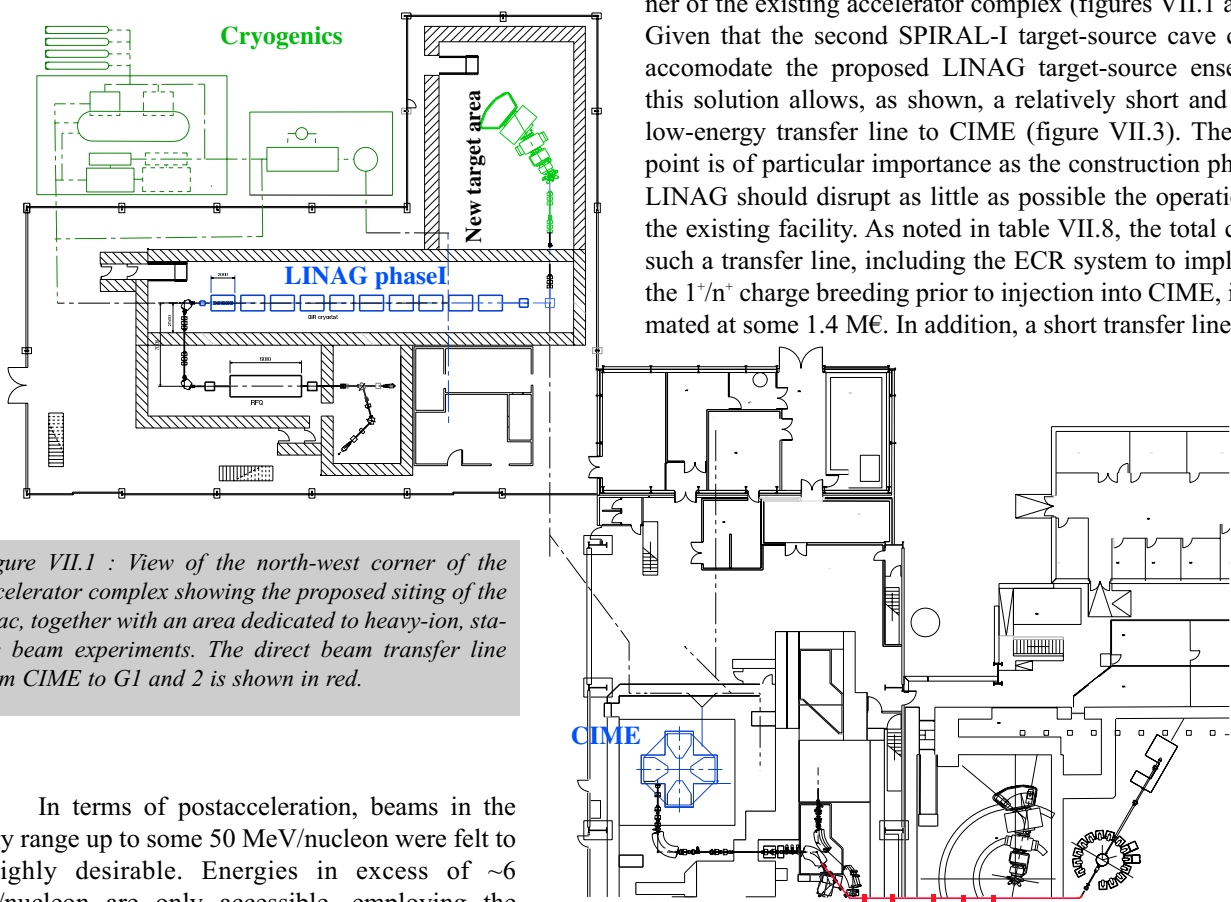 ner of the existing accelerator complex (figures VII.1 a
Given that the second SPIRAL-I target-source cave c
accomodate the proposed LINAG target-source ense
this solution allows, as shown, a relatively short and
low-energy transfer line to CIME (figure VII.3). The
point is of particular importance as the construction ph
LINAG should disrupt as little as possible the operati
the existing facility. As noted in table VII.8, the total c
such a transfer line, including the ECR system to impl
the 1+/n+ charge breeding prior to injection into CIME, i
mated at some 1.4 M€. In addition, a short transfer line
Cryogenics
New target area
LINAG phaseI
2000
QWR cryostat
6000
RFQ
gure VII.1 : View of the north-west corner of the
celerator complex showing the proposed siting of the
ac, together with an area dedicated to heavy-ion, sta-
beam experiments. The direct beam transfer line
m CIME to G1 and 2 is shown in red.
CIME
In terms of postacceleration, beams in the
gy range up to some 50 MeV/nucleon were felt to
ighly desirable. Energies in excess of ~6
/nucleon are only accessible, employing the